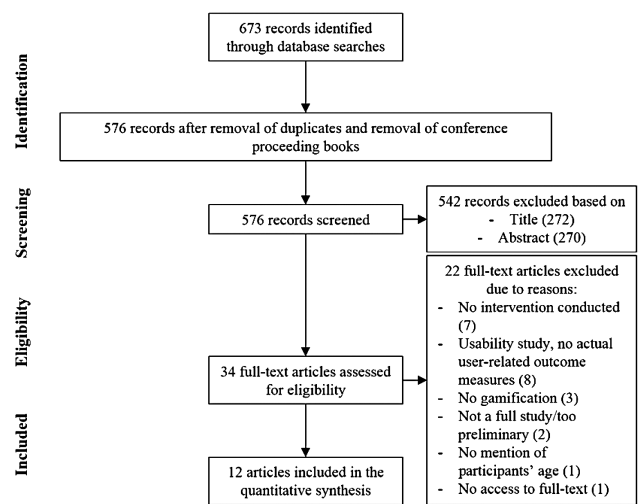 673 records identified
through database searches
Identification
576 records after removal of duplicates and removal of conference
proceeding books
Screening
576 records screened
542 records excluded based on
- Title (272)
- Abstract (270)
Eligibility
34 full-text articles assessed
for eligibility
22 full-text articles excluded
due to reasons:
- No intervention conducted
(7)
- Usability study, no actual
user-related outcome
measures (8)
- No gamification (3)
- Not a full study/too
preliminary (2)
- No mention of
participants' age (1)
- No access to full-text (1)
Included
12 articles included in the
quantitative synthesis